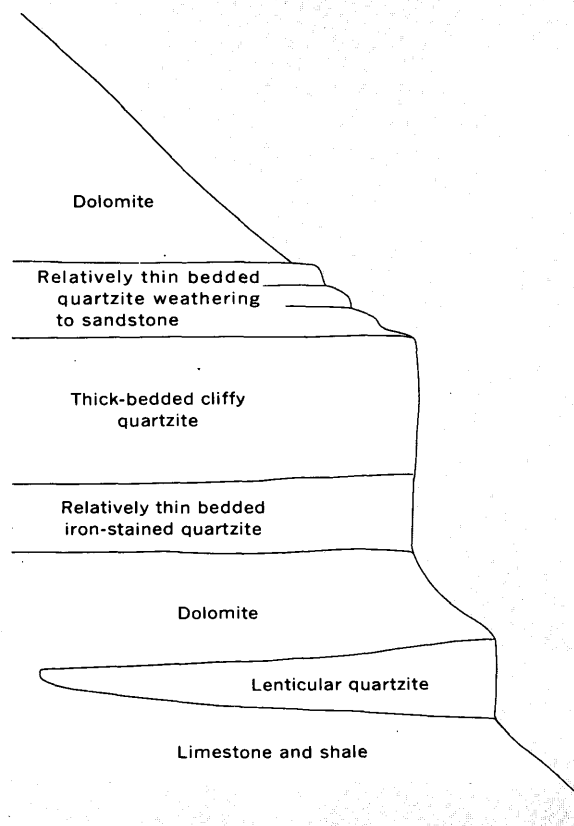 Dolomite
Relatively thin bedded
quartzite weathering
to sandstone
Thick-bedded cliffy
quartzite
Relatively thin bedded
iron-stained quartzite
Dolomite
Lenticular quartzite
Limestone and shale